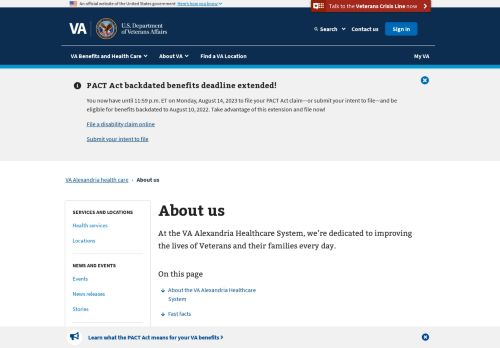 An official website of the United States government Here's how you know
Talk to the Veterans Crisis Line now
VA
U.S. Department
of Veterans Affairs
Search
Contact us
Sign in
VA Benefits and Health Care
About VA
Find a VA Location
My VA
PACT Act backdated benefits deadline extended!
You now have until 11:59 p.m. ET on Monday, August 14, 2023 to file your PACT Act claim—or submit your intent to file—and be
eligible for benefits backdated to August 10, 2022. Take advantage of this extension and file now!
File a disability claim online
Submit your intent to file
VA Alexandria health care › About us
SERVICES AND LOCATIONS
Health services
Locations
NEWS AND EVENTS
Events
News releases
Stories
About us
At the VA Alexandria Healthcare System, we're dedicated to improving
the lives of Veterans and their families every day.
On this page
About the VA Alexandria Healthcare
System
Fast facts
Learn what the PACT Act means for your VA benefits